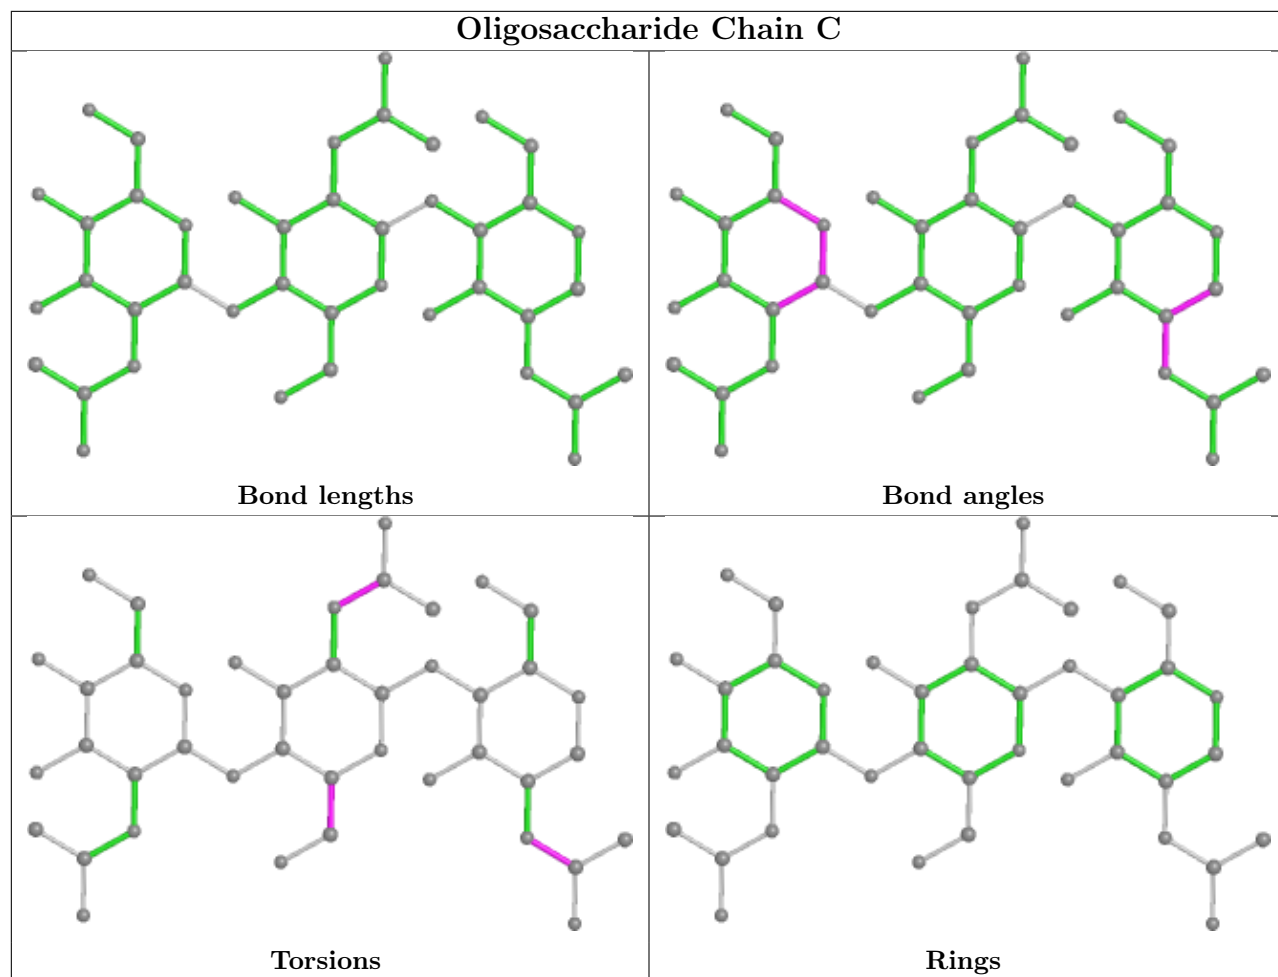 Oligosaccharide Chain C
Bond lengths
Bond angles
Torsions
Rings